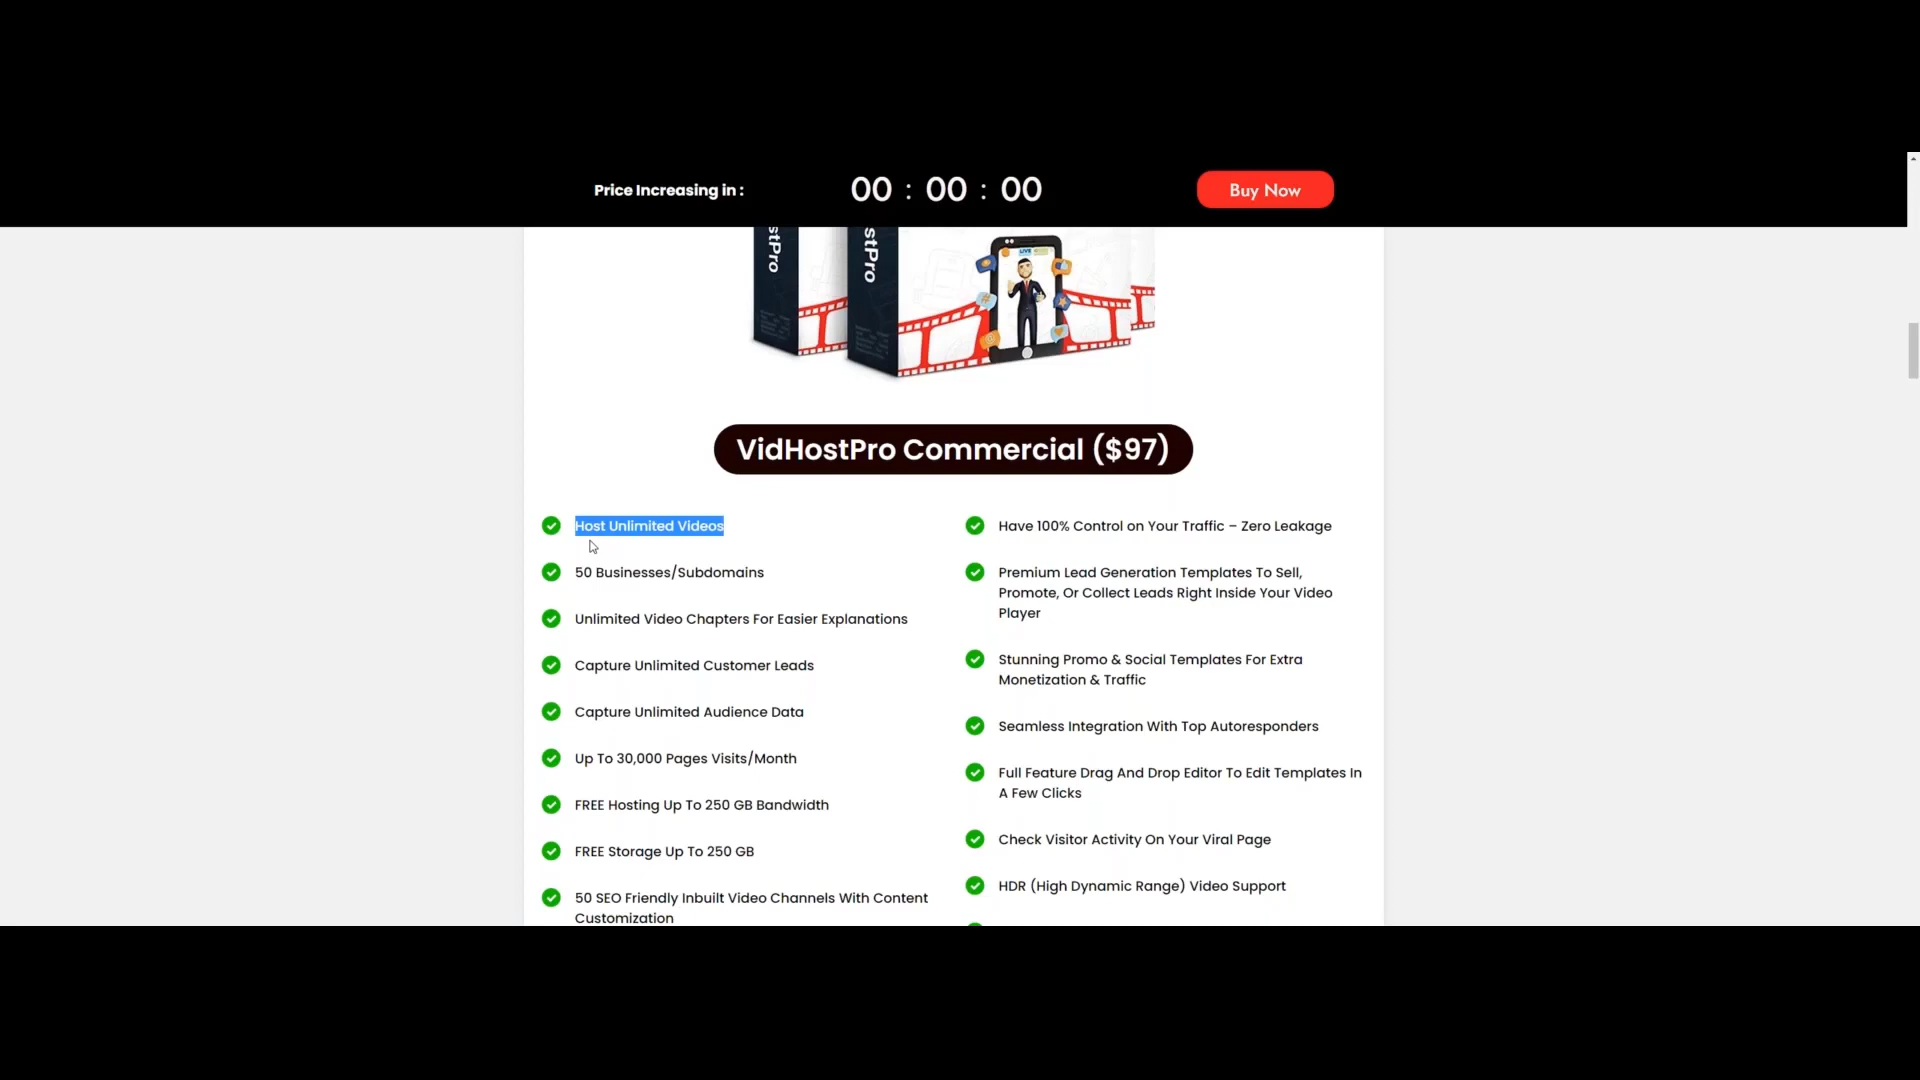 Price Increasing in :
00 : 00 : 00
Buy Now
stPro
stPro
LIVE
VidHostPro Commercial ($97)
Host Unlimited Videos
50 Businesses/Subdomains
Unlimited Video Chapters For Easier Explanations
Capture Unlimited Customer Leads
Capture Unlimited Audience Data
Up To 30,000 Pages Visits/Month
FREE Hosting Up To 250 GB Bandwidth
FREE Storage Up To 250 GB
50 SEO Friendly Inbuilt Video Channels With Content
Customization
Have 100% Control on Your Traffic – Zero Leakage
Premium Lead Generation Templates To Sell,
Promote, Or Collect Leads Right Inside Your Video
Player
Stunning Promo & Social Templates For Extra
Monetization & Traffic
Seamless Integration With Top Autoresponders
Full Feature Drag And Drop Editor To Edit Templates In
A Few Clicks
Check Visitor Activity On Your Viral Page
HDR (High Dynamic Range) Video Support